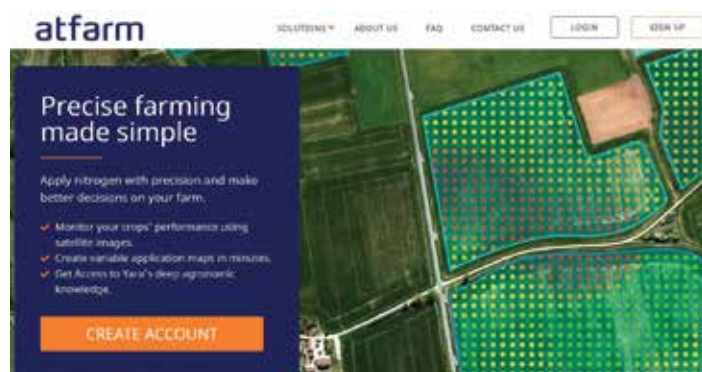 atfarm
SOLUTIONS ABOUT US FAQ CONTACT US LOGIN SIGN UP
Precise farming
made simple
Apply nitrogen with precision and make
better decisions on your farm.
Monitor your crops' performance using
satellite images.
Create variable application maps in minutes.
Get Access to Yara's deep agronomic
knowledge.
CREATE ACCOUNT